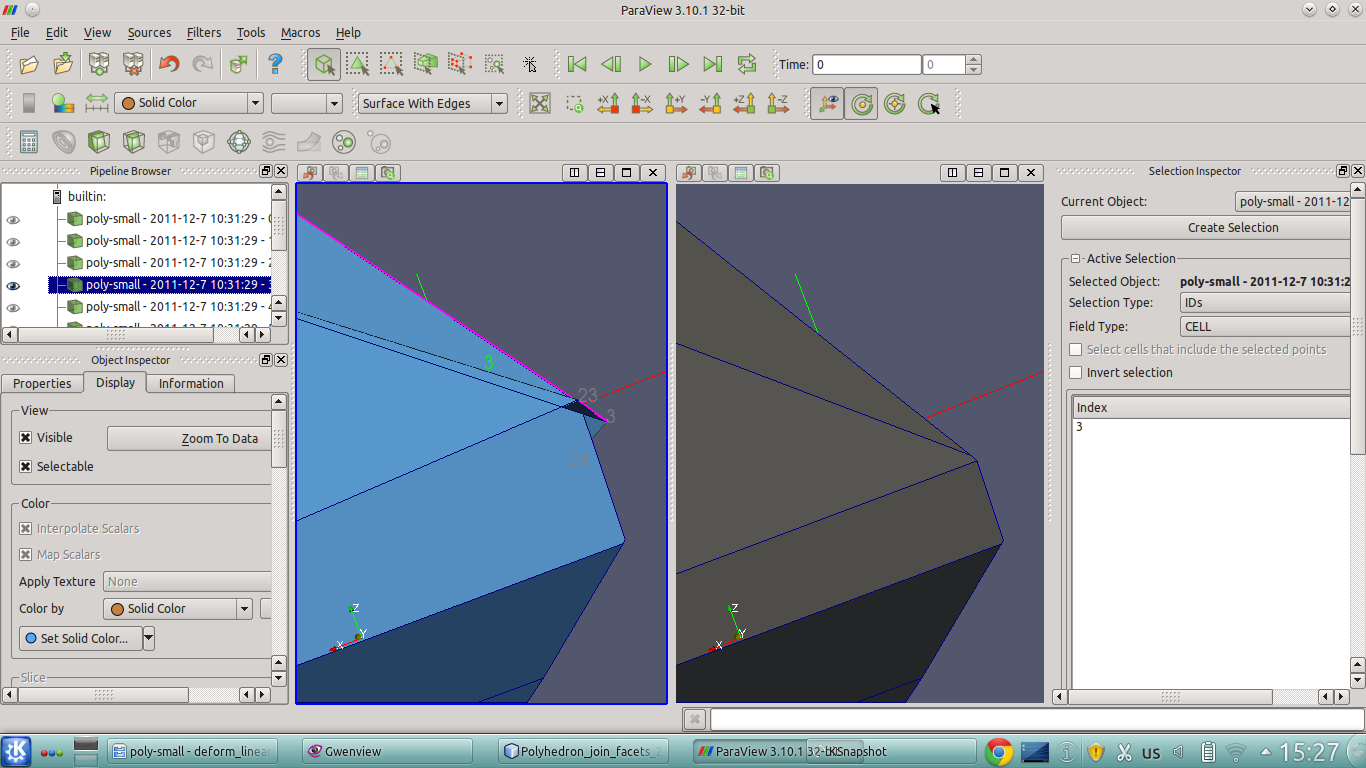 ParaView 3.10.1 32-bit
File Edit View Sources Filters Tools Macros Help
Time: 0 0
Solid Color Surface With Edges +X -X +Y -Y +Z -Z
Pipeline Browser
builtin:
poly-small - 2011-12-7 10:31:29 -
poly-small - 2011-12-7 10:31:29 -
poly-small - 2011-12-7 10:31:29 - 2
poly-small - 2011-12-7 10:31:29 - 3
poly-small - 2011-12-7 10:31:29 - 4
Object Inspector
Properties Display Information
View
Visible Zoom To Data
Selectable
Color
Interpolate Scalars
Map Scalars
Apply Texture None
Color by Solid Color
Set Solid Color...
Slice
3
23
3
24
Z
Y
X
Z
Y
X
Selection Inspector
Current Object: poly-small - 2011-12
Create Selection
Active Selection
Selected Object: poly-small - 2011-12-7 10:31:2
Selection Type: IDs
Field Type: CELL
Select cells that include the selected points
Invert selection
Index
3
poly-small - deform_linea Gwenview Polyhedron_join_facets_2 ParaView 3.10.1 32-bit KSnapshot us 15:27